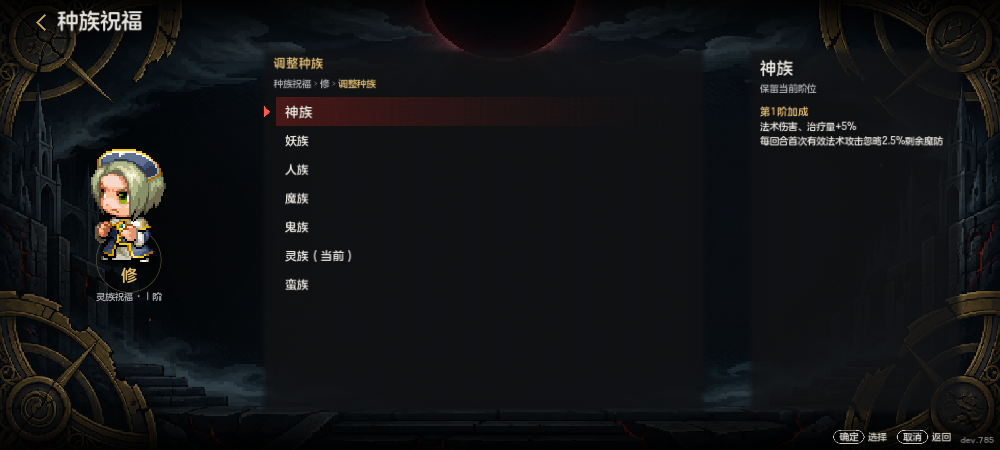 种族祝福
调整种族
种族祝福 › 修 › 调整种族
神族
妖族
人族
魔族
鬼族
灵族（当前）
蛮族
修
灵族祝福 · I 阶
神族
保留当前阶位
第1阶加成
法术伤害、治疗量+5%
每回合首次有效法术攻击忽略2.5%剩余魔防
确定 选择 取消 返回 dev.785